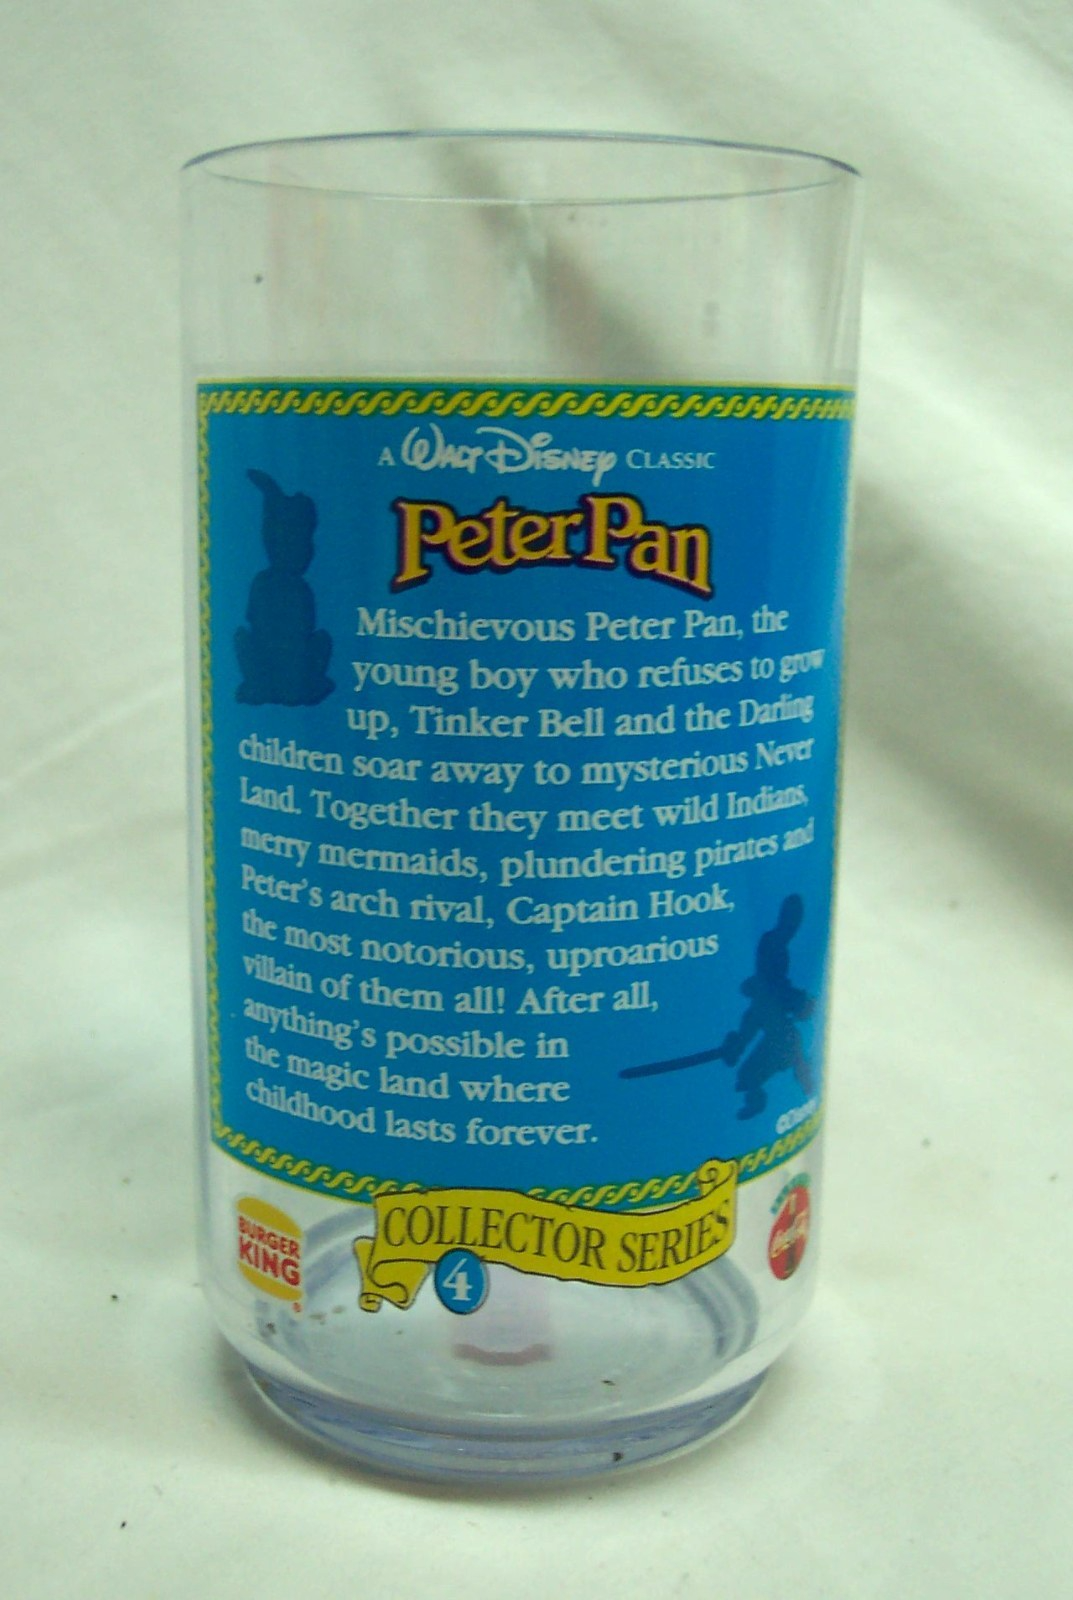 A WALT DISNEY CLASSIC
Peter Pan
Mischievous Peter Pan, the
young boy who refuses to grow
up, Tinker Bell and the Darling
children soar away to mysterious Never
Land. Together they meet wild Indians,
merry mermaids, plundering pirates and
Peter's arch rival, Captain Hook,
the most notorious, uproarious
villain of them all! After all,
anything's possible in
the magic land where
childhood lasts forever.
©Disney
COLLECTOR SERIES
4
BURGER
KING
®
Coca-Cola